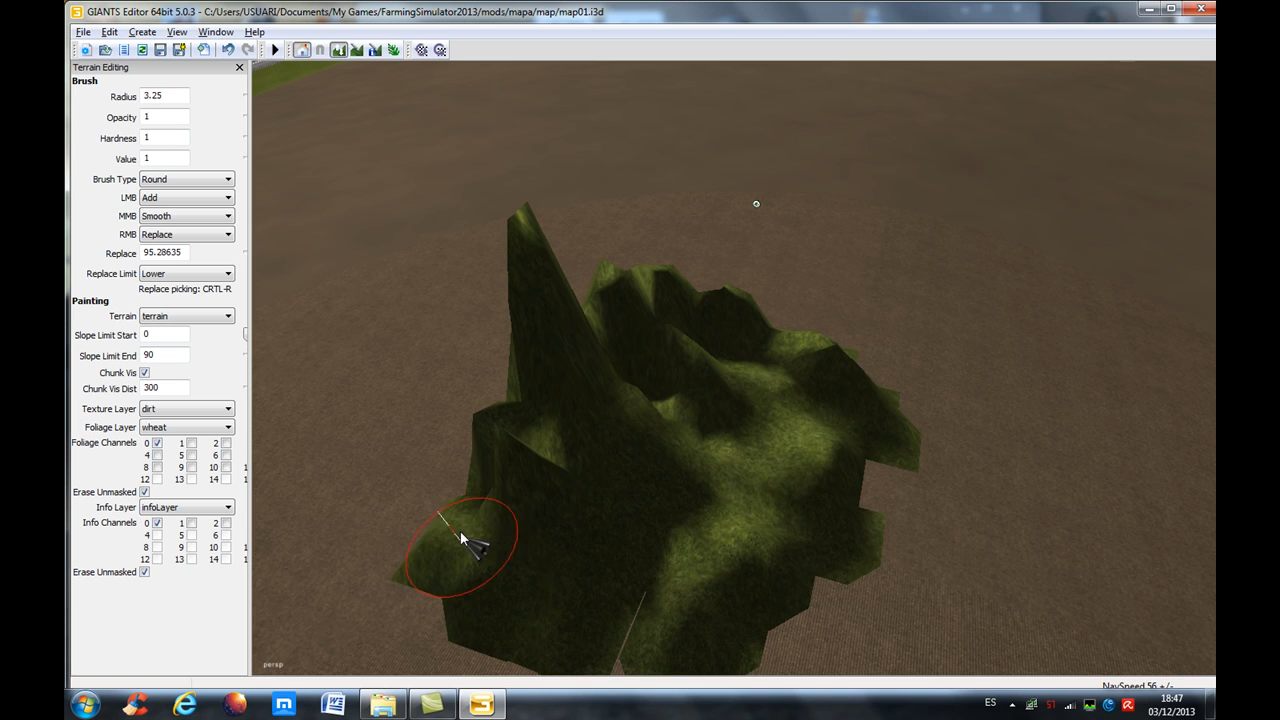 GIANTS Editor 64bit 5.0.3 - C:/Users/USUARI/Documents/My Games/FarmingSimulator2013/mods/mapa/map/map01.i3d
File Edit Create View Window Help
Terrain Editing
Brush
Radius 3.25
Opacity 1
Hardness 1
Value 1
Brush Type Round
LMB Add
MMB Smooth
RMB Replace
Replace 95.28635
Replace Limit Lower
Replace picking: CRTL-R
Painting
Terrain terrain
Slope Limit Start 0
Slope Limit End 90
Chunk Vis
Chunk Vis Dist 300
Texture Layer dirt
Foliage Layer wheat
Foliage Channels 0 1 2
4 5 6
8 9 10 1
12 13 14 1
Erase Unmasked
Info Layer infoLayer
Info Channels 0 1 2
4 5 6
8 9 10 1
12 13 14 1
Erase Unmasked
persp
NavSpeed 56 +/-
ES 18:47
03/12/2013